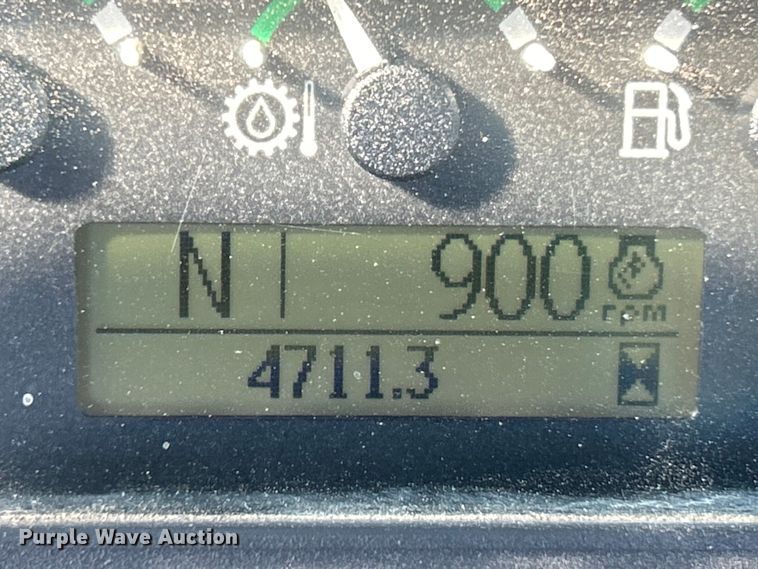 N 900 rpm
4711.3
Purple Wave Auction